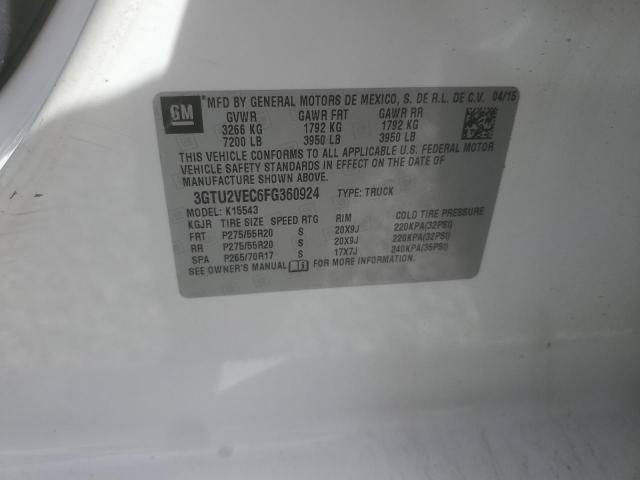 GM
MFD BY GENERAL MOTORS DE MEXICO, S. DE R.L. DE C.V. 04/15
GVWR GAWR FRT GAWR RR
3266 KG 1792 KG 1792 KG
7200 LB 3950 LB 3950 LB
THIS VEHICLE CONFORMS TO ALL APPLICABLE U.S. FEDERAL MOTOR
VEHICLE SAFETY STANDARDS IN EFFECT ON THE DATE OF
MANUFACTURE SHOWN ABOVE.
3GTU2VEC6FG360924 TYPE: TRUCK
MODEL: K15543
KGJR TIRE SIZE SPEED RTG RIM COLD TIRE PRESSURE
FRT P275/55R20 S 20X9J 220KPA(32PSI)
RR P275/55R20 S 20X9J 220KPA(32PSI)
SPA P265/70R17 S 17X7J 240KPA(35PSI)
SEE OWNER'S MANUAL FOR MORE INFORMATION.